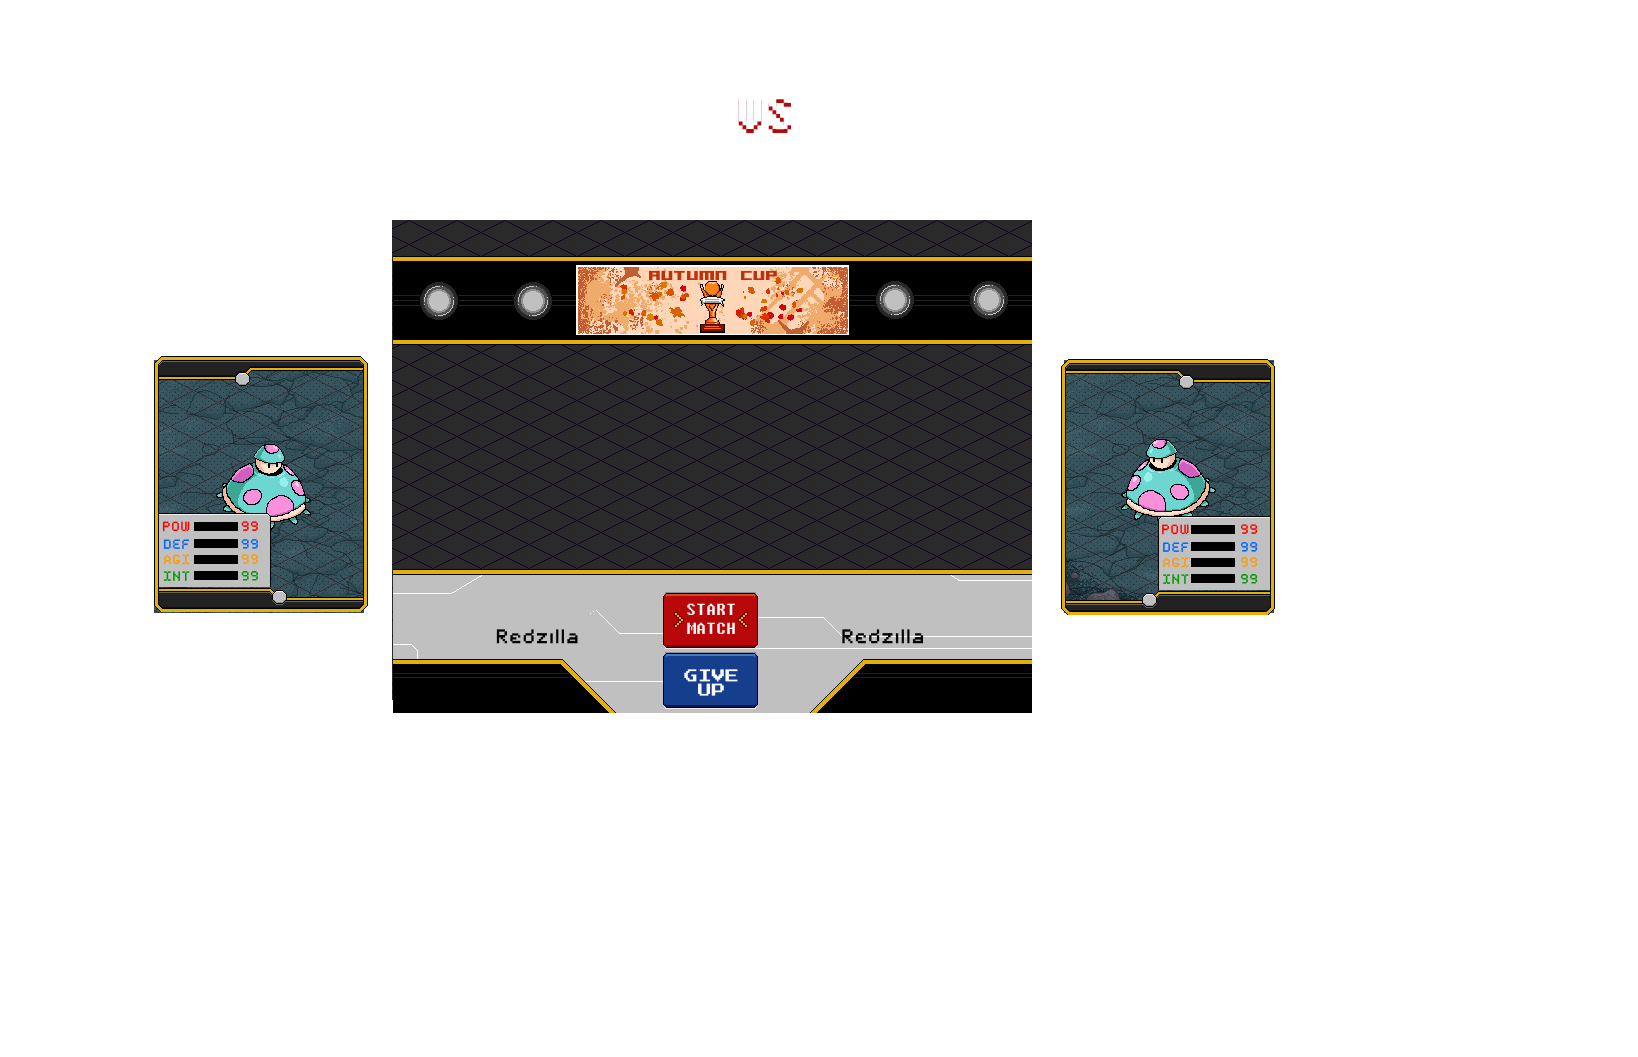 VS
AUTUMN CUP
POW 99
DEF 99
AGI 99
INT 99
POW 99
DEF 99
AGI 99
INT 99
> START MATCH <
Redzilla
Redzilla
GIVE
UP